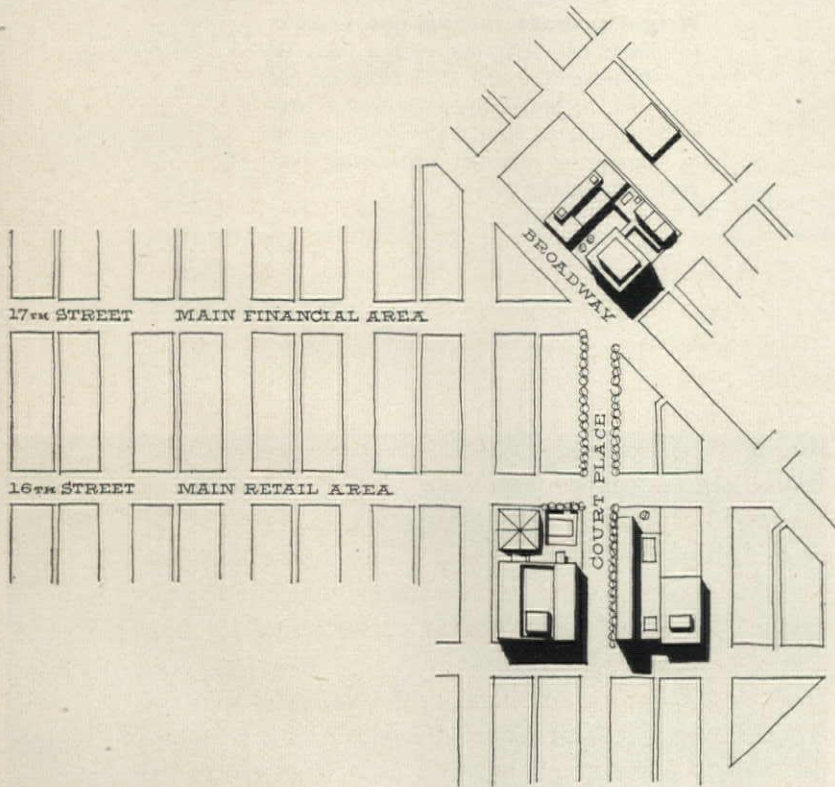 BROADWAY
17TH STREET MAIN FINANCIAL AREA
COURT PLACE
16TH STREET MAIN RETAIL AREA